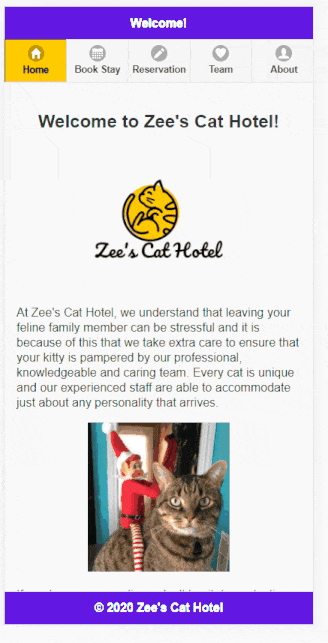 Welcome!
Home
Book Stay
Reservation
Team
About
Welcome to Zee's Cat Hotel!
Zee's Cat Hotel
At Zee's Cat Hotel, we understand that leaving your
feline family member can be stressful and it is
because of this that we take extra care to ensure that
your kitty is pampered by our professional,
knowledgeable and caring team. Every cat is unique
and our experienced staff are able to accommodate
just about any personality that arrives.
© 2020 Zee's Cat Hotel